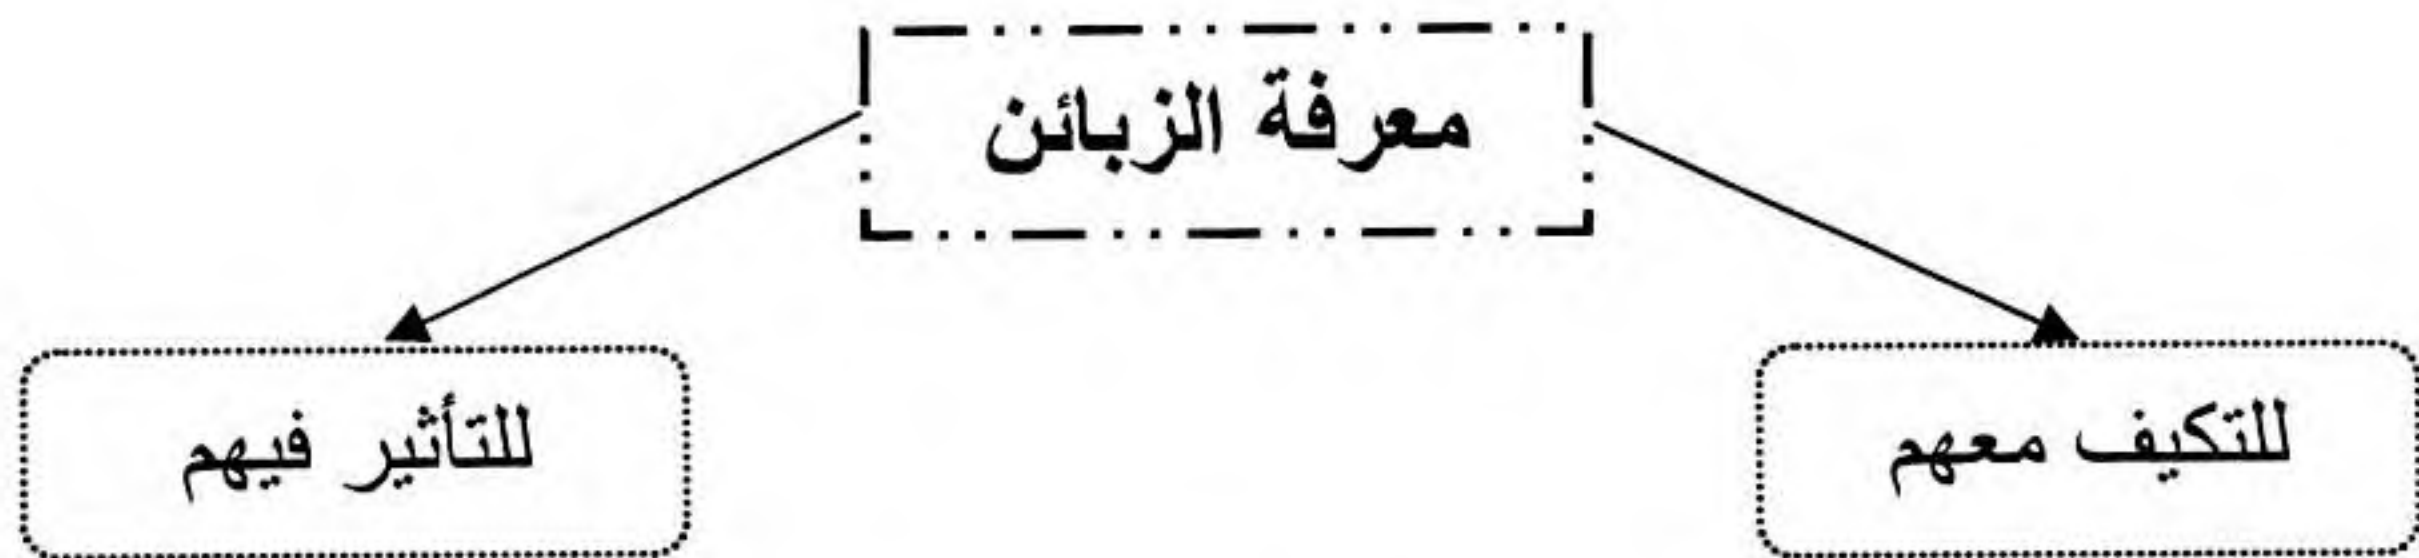 معرفة الزبائن
للتكيف معهم
للتأثير فيهم